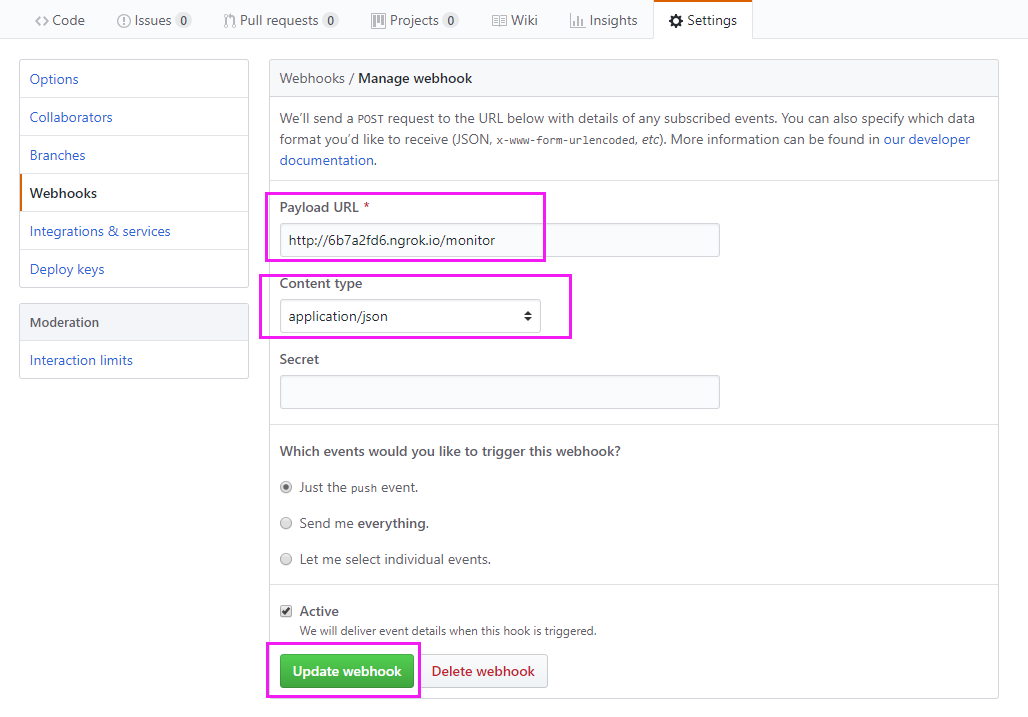 Code Issues 0 Pull requests 0 Projects 0 Wiki Insights Settings
Options
Collaborators
Branches
Webhooks
Integrations & services
Deploy keys
Moderation
Interaction limits
Webhooks / Manage webhook
We'll send a POST request to the URL below with details of any subscribed events. You can also specify which data
format you'd like to receive (JSON, x-www-form-urlencoded, etc). More information can be found in our developer
documentation.
Payload URL *
http://6b7a2fd6.ngrok.io/monitor
Content type
application/json
Secret
Which events would you like to trigger this webhook?
Just the push event.
Send me everything.
Let me select individual events.
Active
We will deliver event details when this hook is triggered.
Update webhook Delete webhook